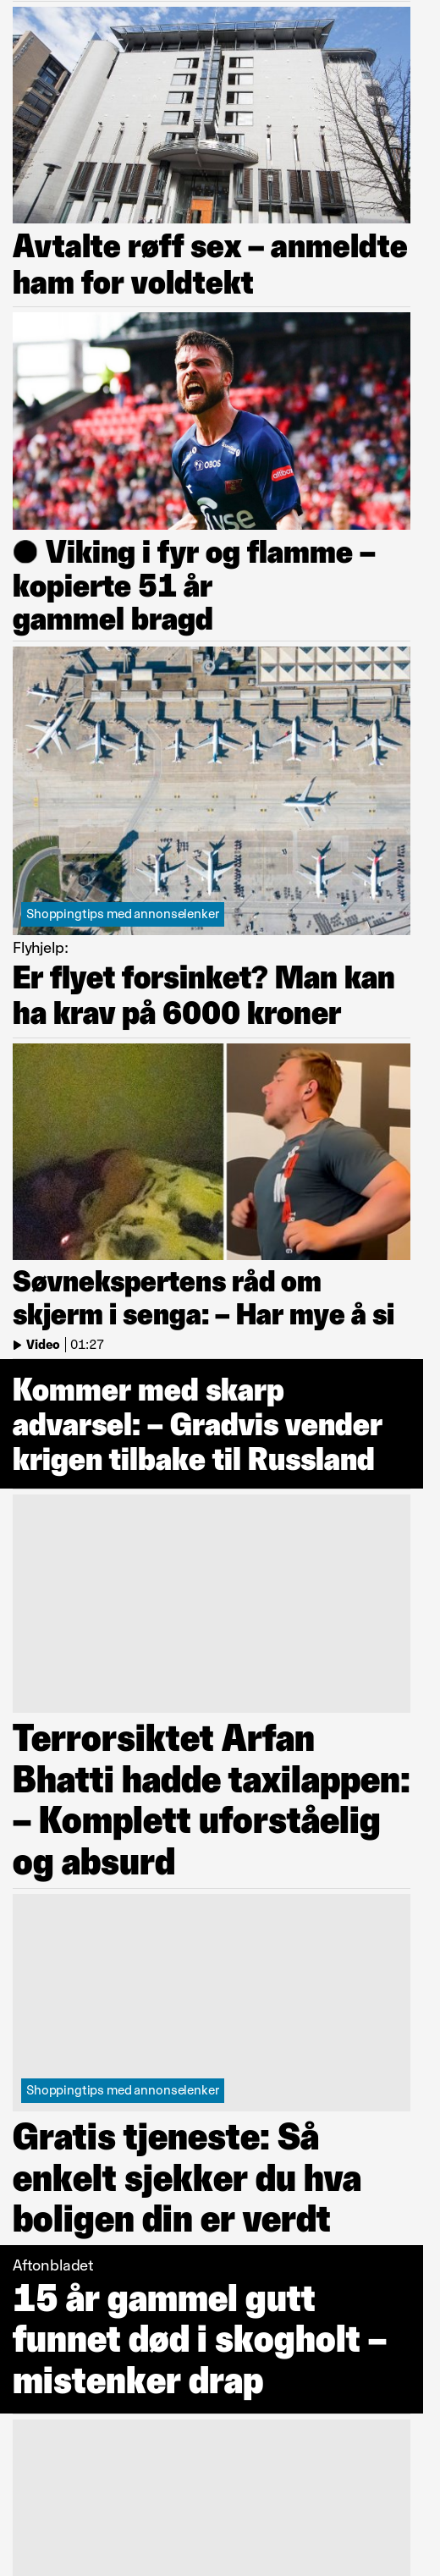 Avtalte røff sex – anmeldte
ham for voldtekt
OBOS
altibox
lyse
● Viking i fyr og flamme –
kopierte 51 år
gammel bragd
Shoppingtips med annonselenker
Flyhjelp:
Er flyet forsinket? Man kan
ha krav på 6000 kroner
Søvnekspertens råd om
skjerm i senga: – Har mye å si
Video | 01:27
Kommer med skarp
advarsel: – Gradvis vender
krigen tilbake til Russland
Terrorsiktet Arfan
Bhatti hadde taxilappen:
– Komplett uforståelig
og absurd
Shoppingtips med annonselenker
Gratis tjeneste: Så
enkelt sjekker du hva
boligen din er verdt
Aftonbladet
15 år gammel gutt
funnet død i skogholt –
mistenker drap